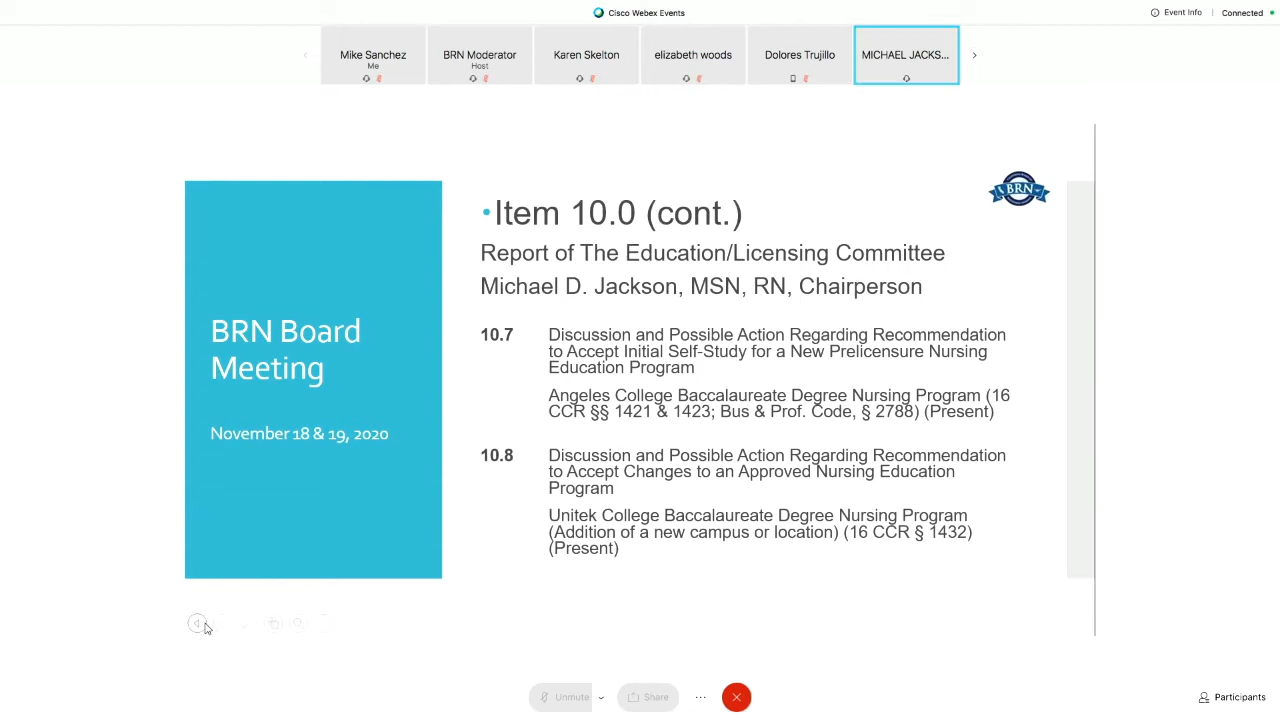 Cisco Webex Events
Event Info
Connected
Mike Sanchez
Me
BRN Moderator
Host
Karen Skelton
elizabeth woods
Dolores Trujillo
MICHAEL JACKS...
BRN
•Item 10.0 (cont.)
Report of The Education/Licensing Committee
Michael D. Jackson, MSN, RN, Chairperson
BRN Board
Meeting
November 18 & 19, 2020
10.7 Discussion and Possible Action Regarding Recommendation
to Accept Initial Self-Study for a New Prelicensure Nursing
Education Program
Angeles College Baccalaureate Degree Nursing Program (16
CCR §§ 1421 & 1423; Bus & Prof. Code, § 2788) (Present)
10.8 Discussion and Possible Action Regarding Recommendation
to Accept Changes to an Approved Nursing Education
Program
Unitek College Baccalaureate Degree Nursing Program
(Addition of a new campus or location) (16 CCR § 1432)
(Present)
Unmute
Share
Participants